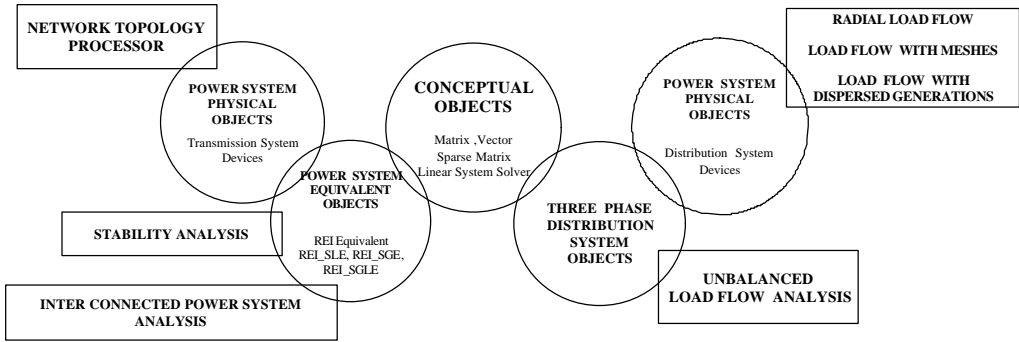 NETWORK TOPOLOGY
PROCESSOR
POWER SYSTEM
PHYSICAL
OBJECTS
Transmission System
Devices
POWER SYSTEM
EQUIVALENT
OBJECTS
REI Equivalent
REI_SLE, REI_SGE,
REI_SGLE
CONCEPTUAL
OBJECTS
Matrix ,Vector
Sparse Matrix
Linear System Solver
THREE PHASE
DISTRIBUTION
SYSTEM
OBJECTS
POWER SYSTEM
PHYSICAL
OBJECTS
Distribution System
Devices
RADIAL LOAD FLOW
LOAD FLOW WITH MESHES
LOAD FLOW WITH
DISPERSED GENERATIONS
STABILITY ANALYSIS
INTER CONNECTED POWER SYSTEM
ANALYSIS
UNBALANCED
LOAD FLOW ANALYSIS